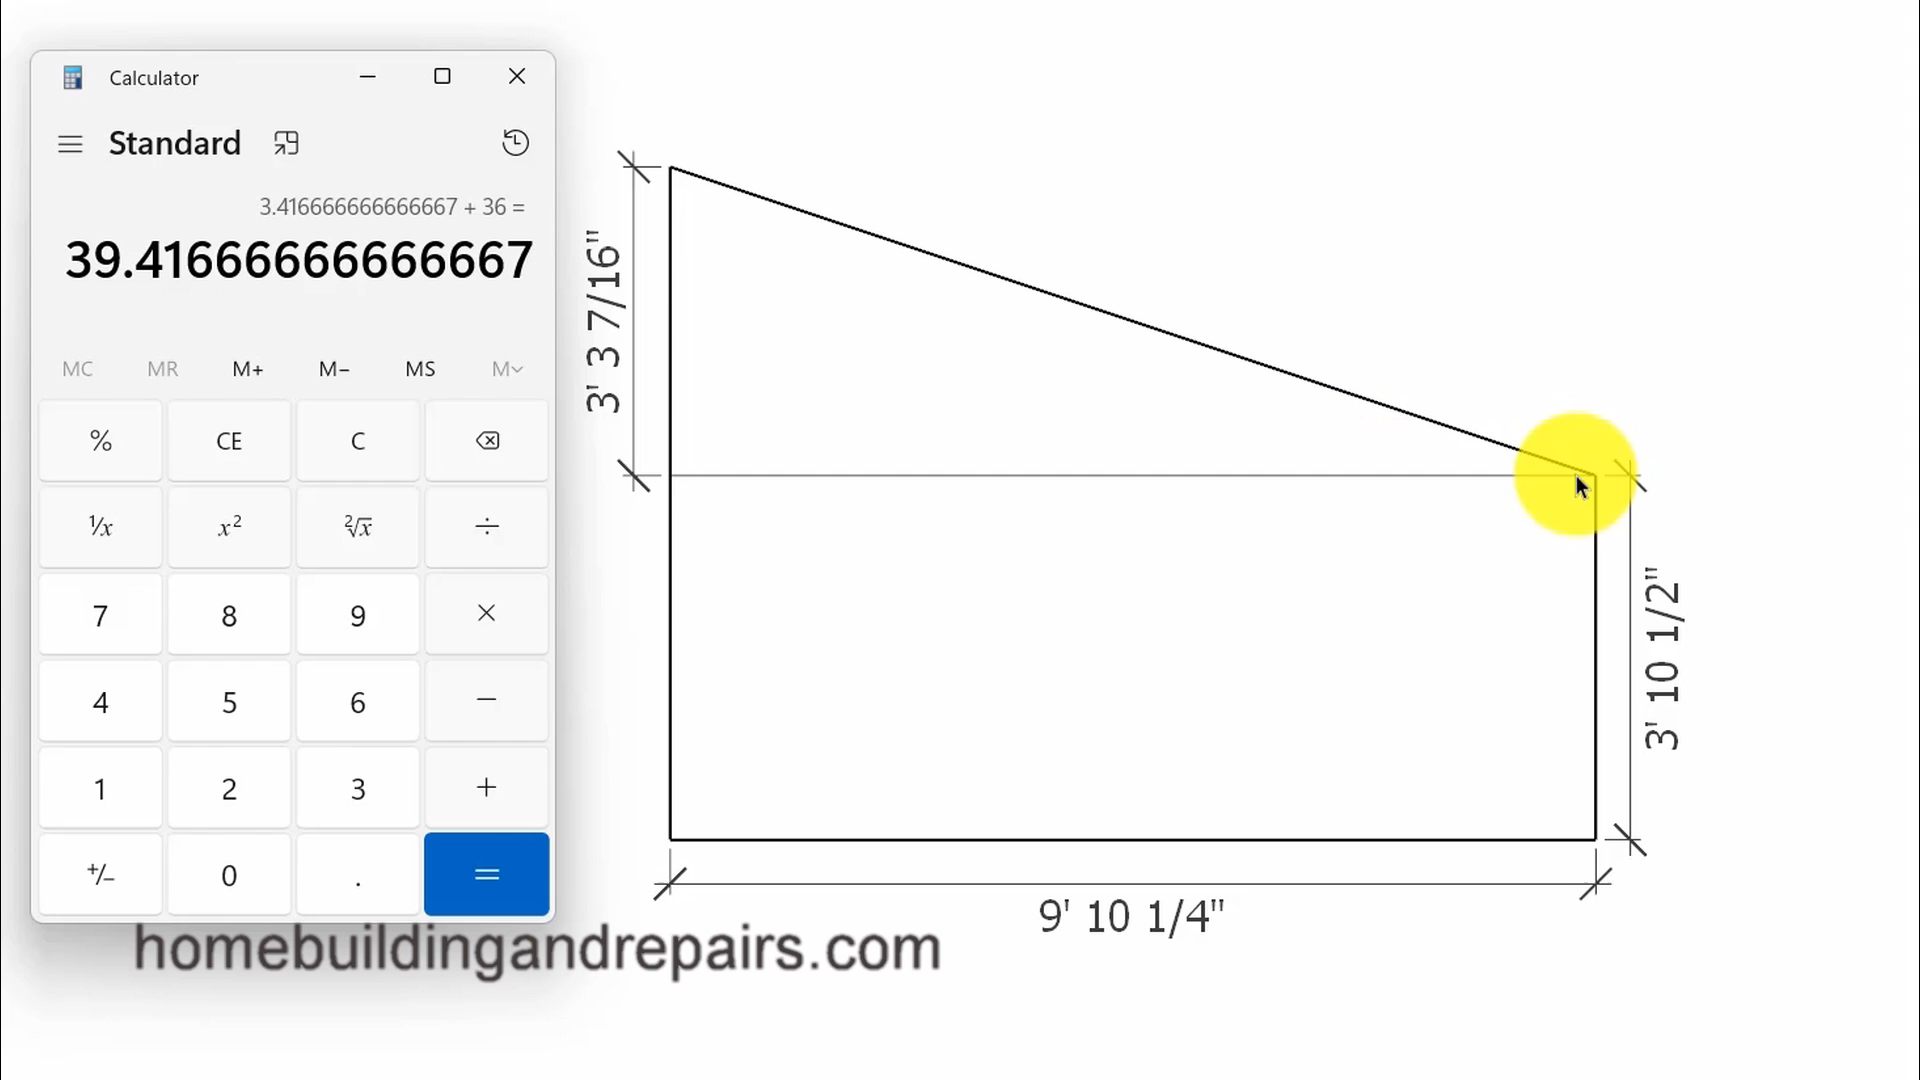 Calculator
Standard
3.416666666666667 + 36 =
39.41666666666667
MC MR M+ M− MS M˅
% CE C
¹⁄x x² ²√x ÷
7 8 9 ×
4 5 6 −
1 2 3 +
+/− 0 . =
3' 3 7/16"
3' 10 1/2"
9' 10 1/4"
homebuildingandrepairs.com